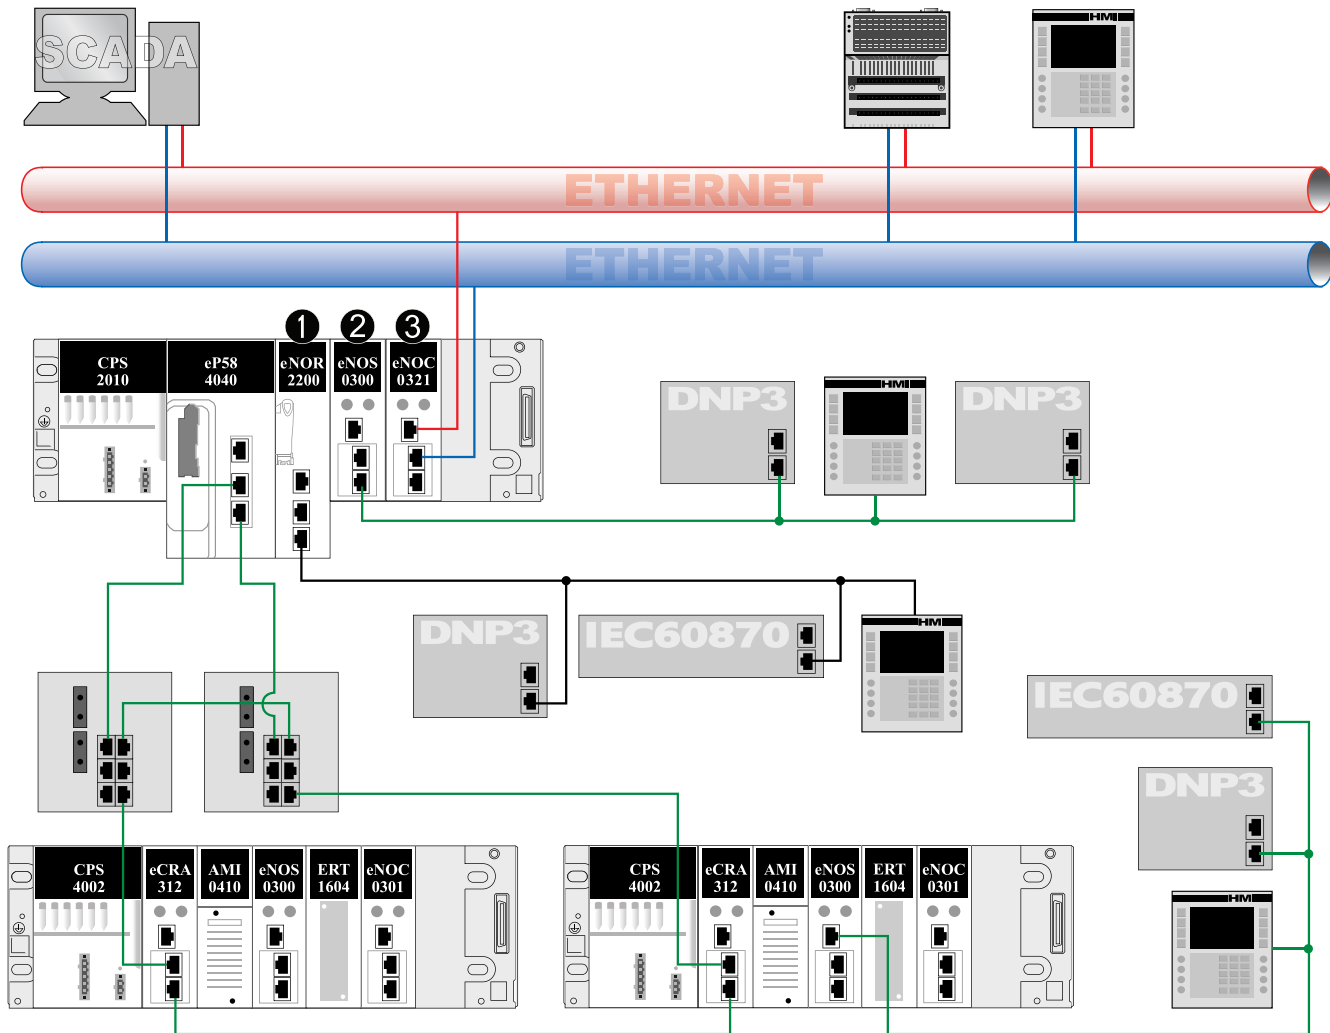 SCADA
HMI
ETHERNET
ETHERNET
1
2
3
CPS
2010
eP58
4040
eNOR
2200
eNOS
0300
eNOC
0321
DNP3
HMI
DNP3
DNP3
IEC60870
HMI
IEC60870
DNP3
HMI
CPS
4002
eCRA
312
AMI
0410
eNOS
0300
ERT
1604
eNOC
0301
CPS
4002
eCRA
312
AMI
0410
eNOS
0300
ERT
1604
eNOC
0301